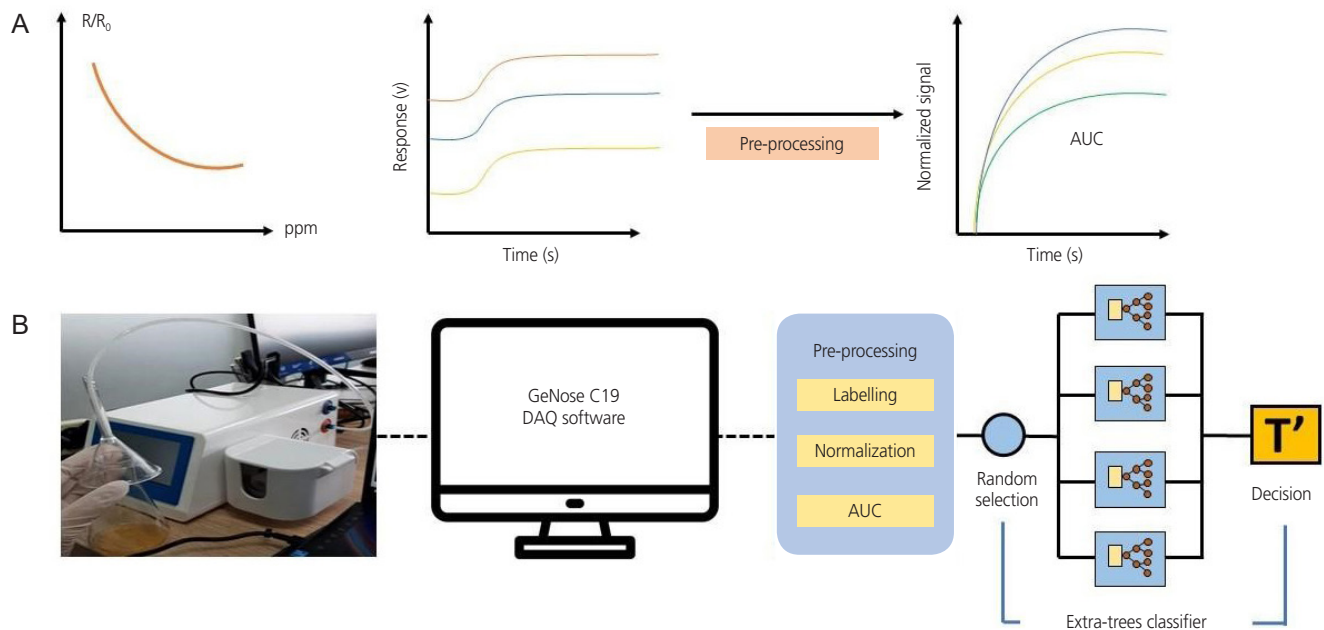 A
R/R₀
ppm
Response (v)
Time (s)
Pre-processing
Normalized signal
AUC
Time (s)
B
GeNose C19
DAQ software
Pre-processing
Labelling
Normalization
AUC
Random
selection
T'
Decision
Extra-trees classifier